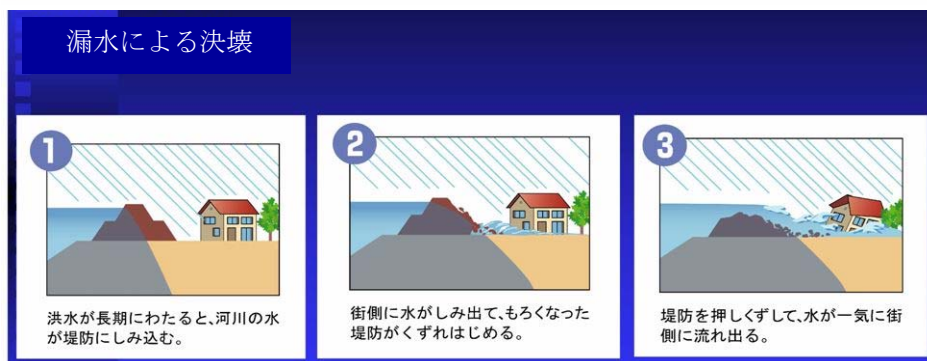 漏水による決壊
1
洪水が長期にわたると、河川の水
が堤防にしみ込む。
2
街側に水がしみ出て、もろくなった
堤防がくずれはじめる。
3
堤防を押しくずして、水が一気に街
側に流れ出る。